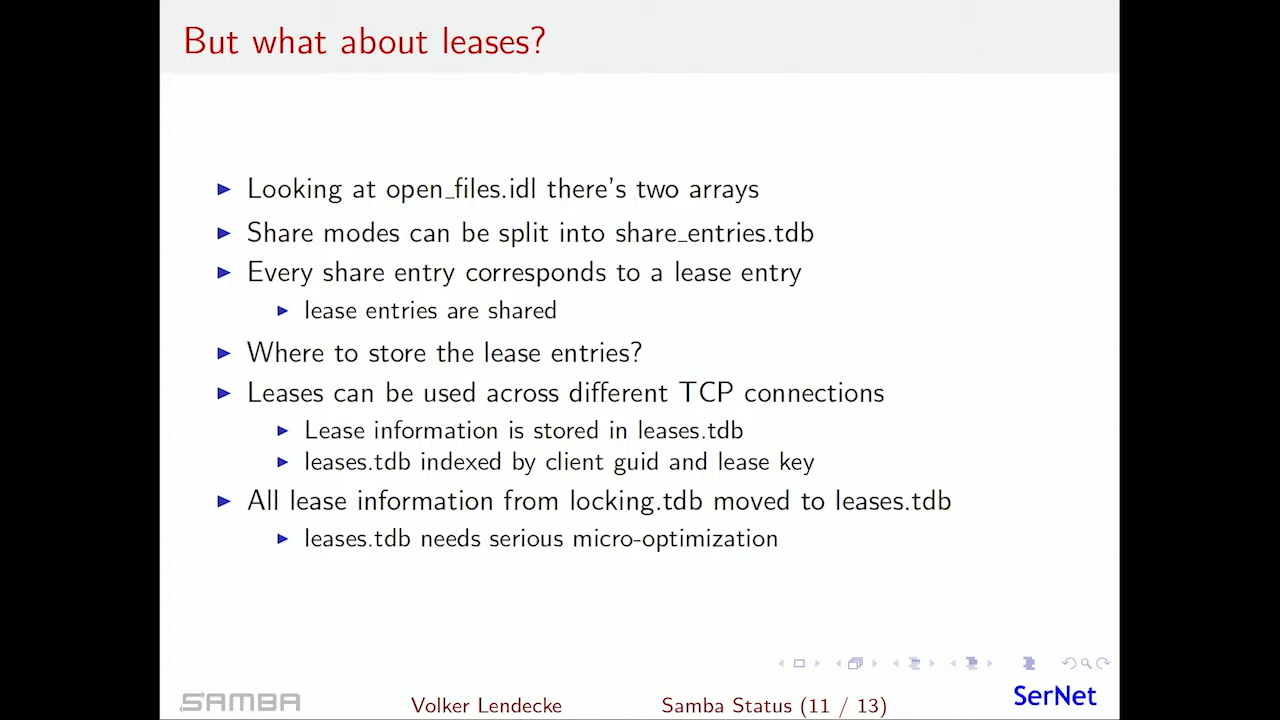 But what about leases?
Looking at open_files.idl there's two arrays
Share modes can be split into share_entries.tdb
Every share entry corresponds to a lease entry
lease entries are shared
Where to store the lease entries?
Leases can be used across different TCP connections
Lease information is stored in leases.tdb
leases.tdb indexed by client guid and lease key
All lease information from locking.tdb moved to leases.tdb
leases.tdb needs serious micro-optimization
SAMBA
Volker Lendecke
Samba Status (11 / 13)
SerNet